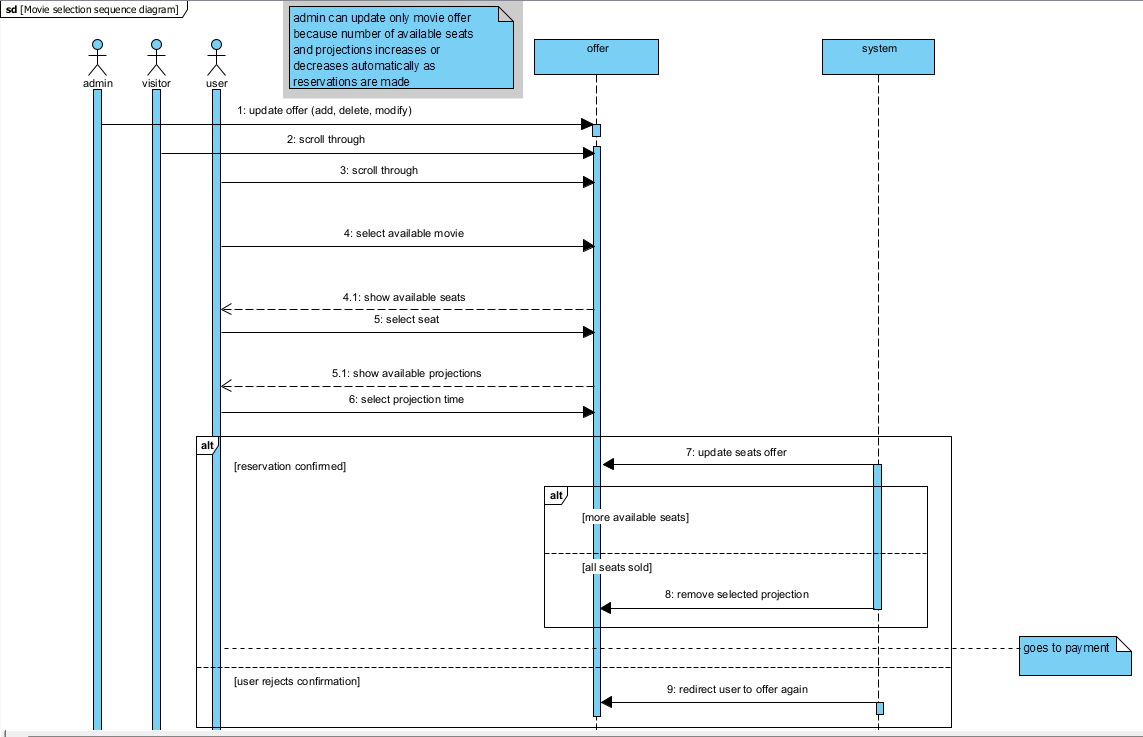 sd [Movie selection sequence diagram]
admin can update only movie offer
because number of available seats
and projections increases or
decreases automatically as
reservations are made
offer
system
admin
visitor
user
1: update offer (add, delete, modify)
2: scroll through
3: scroll through
4: select available movie
4.1: show available seats
5: select seat
5.1: show available projections
6: select projection time
alt
[reservation confirmed]
7: update seats offer
alt
[more available seats]
[all seats sold]
8: remove selected projection
goes to payment
[user rejects confirmation]
9: redirect user to offer again